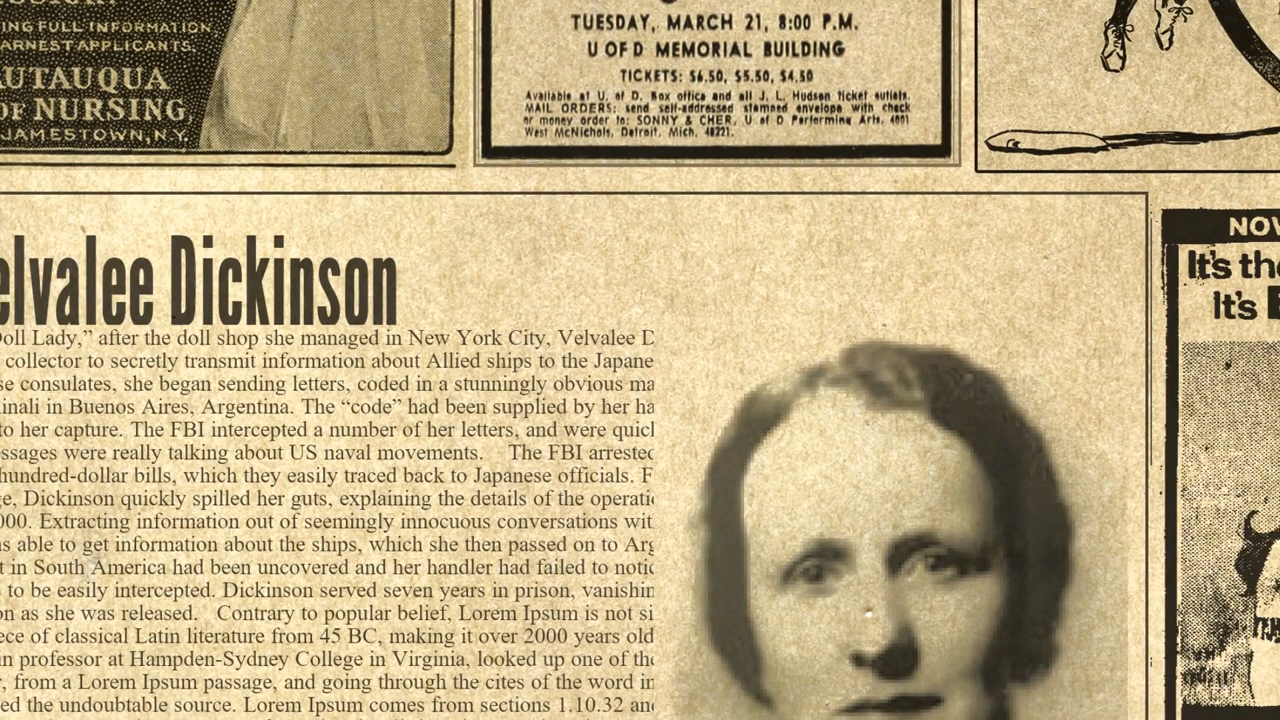 ING FULL INFORMATION
ARNEST APPLICANTS.
UTAUQUA
OF NURSING
JAMESTOWN, N.Y.
TUESDAY, MARCH 21, 8:00 P.M.
U OF D MEMORIAL BUILDING
TICKETS: $6.50, $5.50, $4.50
Available at U. of D. Box office and all J. L. Hudson ticket outlets.
MAIL ORDERS: send self-addressed stamped envelope with check
or money order to: SONNY & CHER, U of D Performing Arts, 4001
West McNichols, Detroit, Mich. 48221.
elvalee Dickinson
Doll Lady,” after the doll shop she managed in New York City, Velvalee D
collector to secretly transmit information about Allied ships to the Japane
se consulates, she began sending letters, coded in a stunningly obvious ma
inali in Buenos Aires, Argentina. The “code” had been supplied by her ha
to her capture. The FBI intercepted a number of her letters, and were quicl
essages were really talking about US naval movements. The FBI arrested
hundred-dollar bills, which they easily traced back to Japanese officials. F
ge, Dickinson quickly spilled her guts, explaining the details of the operatio
000. Extracting information out of seemingly innocuous conversations wit
as able to get information about the ships, which she then passed on to Arg
t in South America had been uncovered and her handler had failed to notic
to be easily intercepted. Dickinson served seven years in prison, vanishin
on as she was released. Contrary to popular belief, Lorem Ipsum is not si
ece of classical Latin literature from 45 BC, making it over 2000 years old
in professor at Hampden-Sydney College in Virginia, looked up one of the
, from a Lorem Ipsum passage, and going through the cites of the word in
ed the undoubtable source. Lorem Ipsum comes from sections 1.10.32 and
NOW
It's the
It's